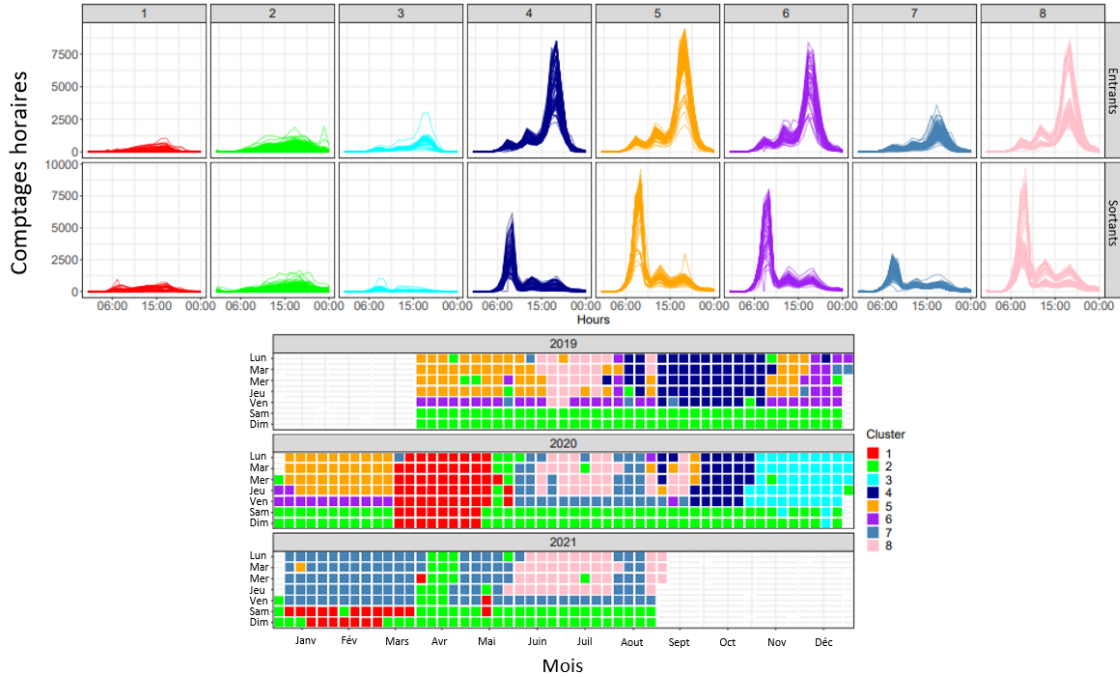 1 2 3 4 5 6 7 8
Comptages horaires
7500
5000
2500
0
Entrants
10000
7500
5000
2500
0
Sortants
06:00 15:00 00:00 06:00 15:00 00:00 06:00 15:00 00:00 06:00 15:00 00:00 06:00 15:00 00:00 06:00 15:00 00:00 06:00 15:00 00:00 06:00 15:00 00:00
Hours
2019
Lun
Mar
Mer
Jeu
Ven
Sam
Dim
2020
Lun
Mar
Mer
Jeu
Ven
Sam
Dim
2021
Lun
Mar
Mer
Jeu
Ven
Sam
Dim
Janv Fév Mars Avr Mai Juin Juil Aout Sept Oct Nov Déc
Mois
Cluster
1
2
3
4
5
6
7
8